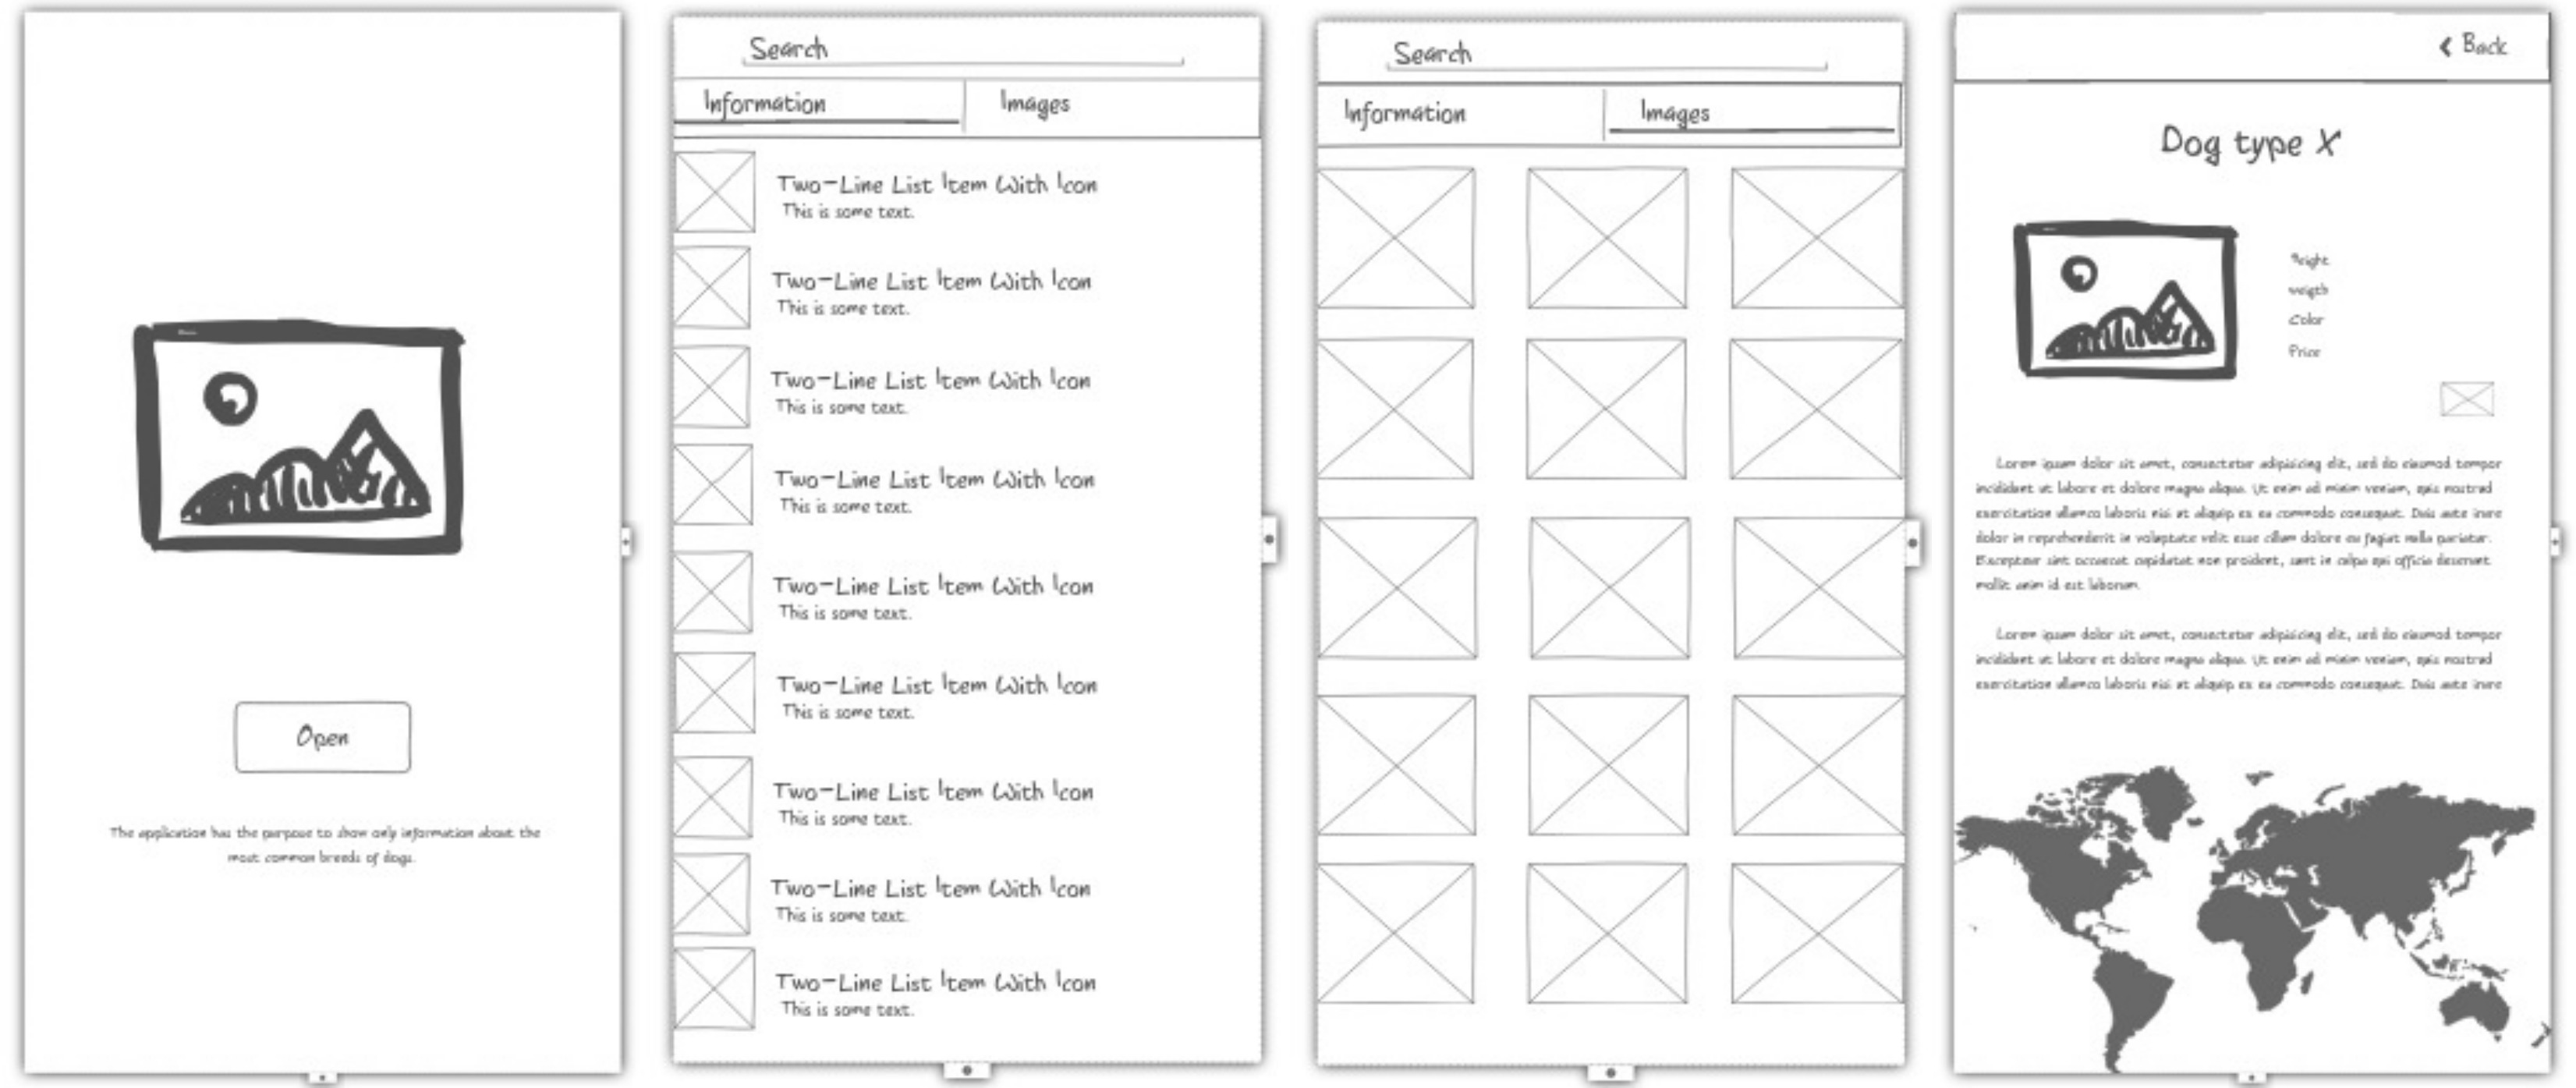 Open
The application has the purpose to show only information about the
most common breeds of dogs.
Search
Information
Images
Two-Line List Item With Icon
This is some text.
Two-Line List Item With Icon
This is some text.
Two-Line List Item With Icon
This is some text.
Two-Line List Item With Icon
This is some text.
Two-Line List Item With Icon
This is some text.
Two-Line List Item With Icon
This is some text.
Two-Line List Item With Icon
This is some text.
Two-Line List Item With Icon
This is some text.
Two-Line List Item With Icon
This is some text.
Search
Information
Images
Back
Dog type X
Color
Price
Lorem ipsum dolor sit amet, consectetur adipisicing elit, sed do eiusmod tempor
incididunt ut labore et dolore magna aliqua. Ut enim ad minim veniam, quis nostrud
exercitation ullamco laboris nisi ut aliquip ex ea commodo consequat. Duis aute irure
dolor in reprehenderit in voluptate velit esse cillum dolore eu fugiat nulla pariatur.
Excepteur sint occaecat cupidatat non proident, sunt in culpa qui officia deserunt
mollit anim id est laborum.
Lorem ipsum dolor sit amet, consectetur adipisicing elit, sed do eiusmod tempor
incididunt ut labore et dolore magna aliqua. Ut enim ad minim veniam, quis nostrud
exercitation ullamco laboris nisi ut aliquip ex ea commodo consequat. Duis aute irure